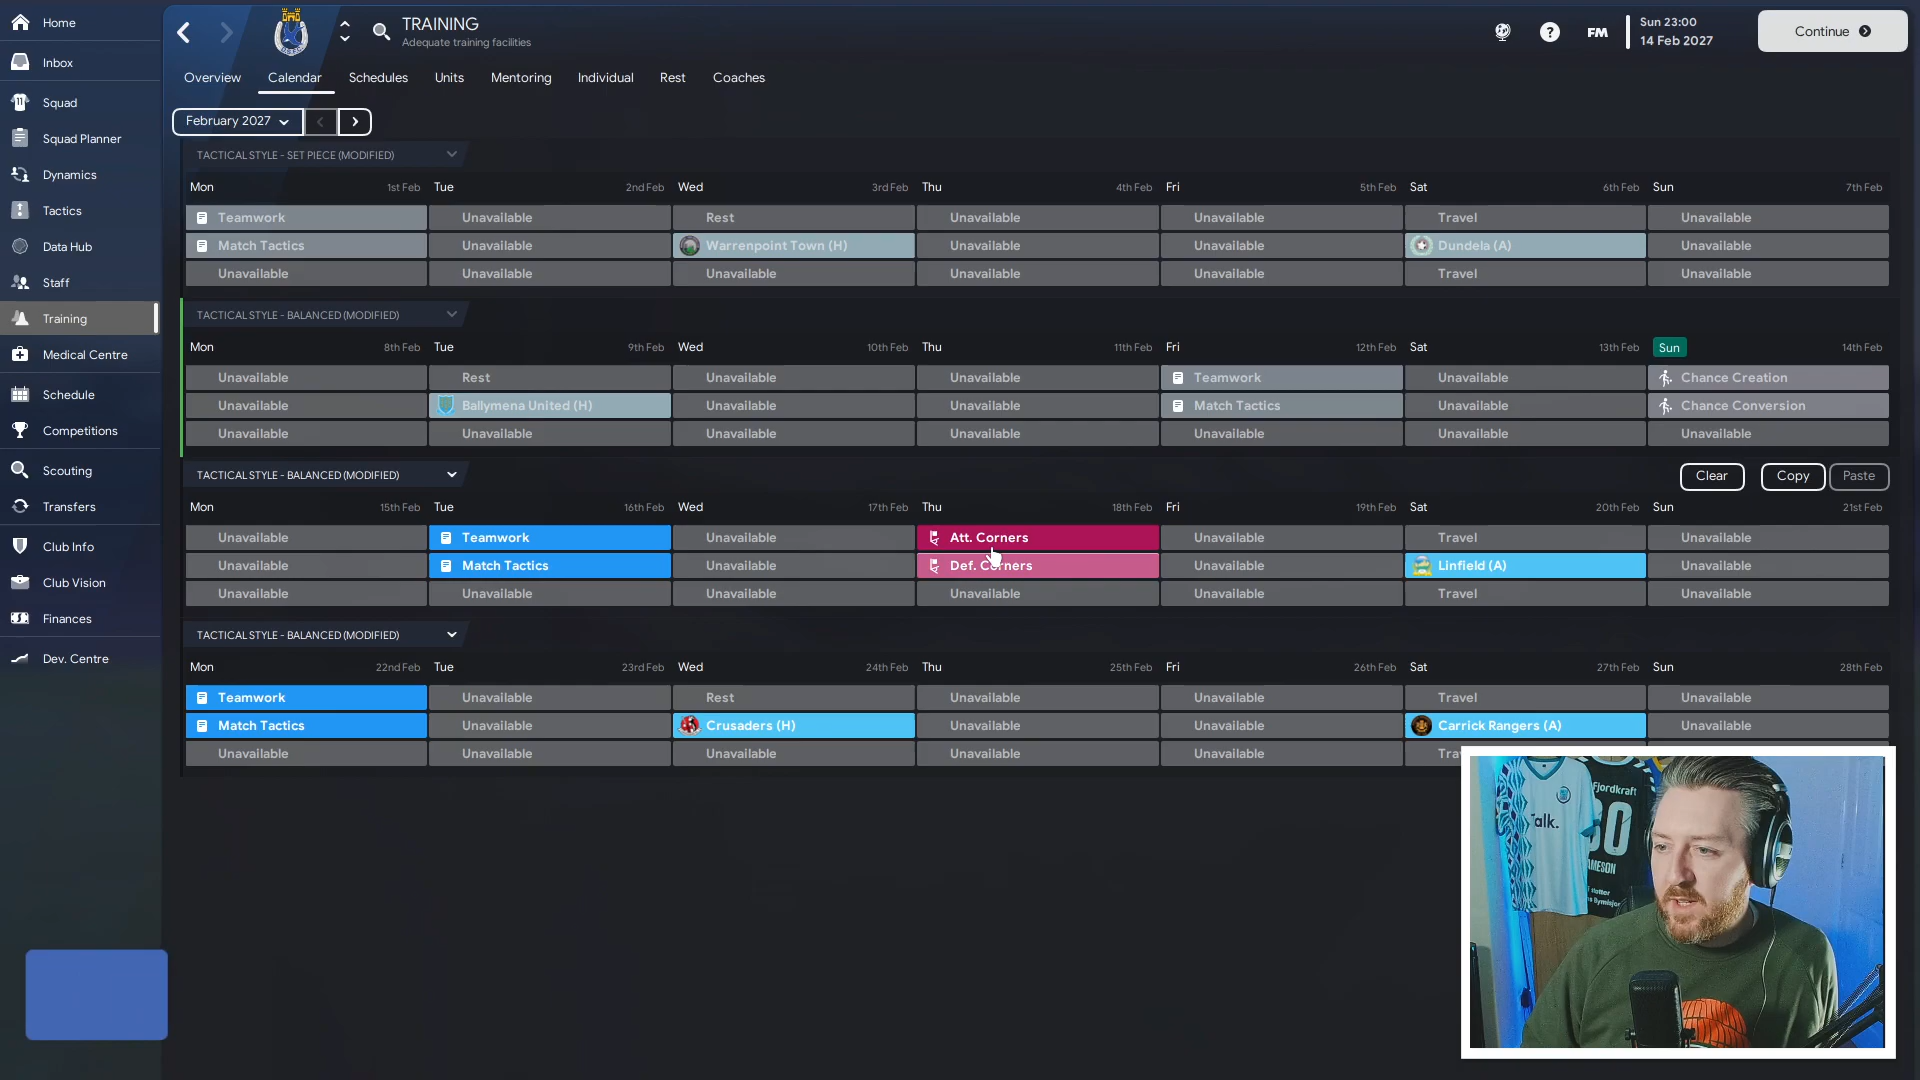 Home
Inbox
Squad
Squad Planner
Dynamics
Tactics
Data Hub
Staff
Training
Medical Centre
Schedule
Competitions
Scouting
Transfers
Club Info
Club Vision
Finances
Dev. Centre
TRAINING
Adequate training facilities
FM
Sun 23:00
14 Feb 2027
Continue
Overview Calendar Schedules Units Mentoring Individual Rest Coaches
February 2027
TACTICAL STYLE - SET PIECE (MODIFIED)
Mon 1st Feb Tue 2nd Feb Wed 3rd Feb Thu 4th Feb Fri 5th Feb Sat 6th Feb Sun 7th Feb
Teamwork Unavailable Rest Unavailable Unavailable Travel Unavailable
Match Tactics Unavailable Warrenpoint Town (H) Unavailable Unavailable Dundela (A) Unavailable
Unavailable Unavailable Unavailable Unavailable Unavailable Travel Unavailable
TACTICAL STYLE - BALANCED (MODIFIED)
Mon 8th Feb Tue 9th Feb Wed 10th Feb Thu 11th Feb Fri 12th Feb Sat 13th Feb Sun 14th Feb
Unavailable Rest Unavailable Unavailable Teamwork Unavailable Chance Creation
Unavailable Ballymena United (H) Unavailable Unavailable Match Tactics Unavailable Chance Conversion
Unavailable Unavailable Unavailable Unavailable Unavailable Unavailable Unavailable
TACTICAL STYLE - BALANCED (MODIFIED) Clear Copy Paste
Mon 15th Feb Tue 16th Feb Wed 17th Feb Thu 18th Feb Fri 19th Feb Sat 20th Feb Sun 21st Feb
Unavailable Teamwork Unavailable Att. Corners Unavailable Travel Unavailable
Unavailable Match Tactics Unavailable Def. Corners Unavailable Linfield (A) Unavailable
Unavailable Unavailable Unavailable Unavailable Unavailable Travel Unavailable
TACTICAL STYLE - BALANCED (MODIFIED)
Mon 22nd Feb Tue 23rd Feb Wed 24th Feb Thu 25th Feb Fri 26th Feb Sat 27th Feb Sun 28th Feb
Teamwork Unavailable Rest Unavailable Unavailable Travel Unavailable
Match Tactics Unavailable Crusaders (H) Unavailable Unavailable Carrick Rangers (A) Unavailable
Unavailable Unavailable Unavailable Unavailable Unavailable Tra
Fjordkraft